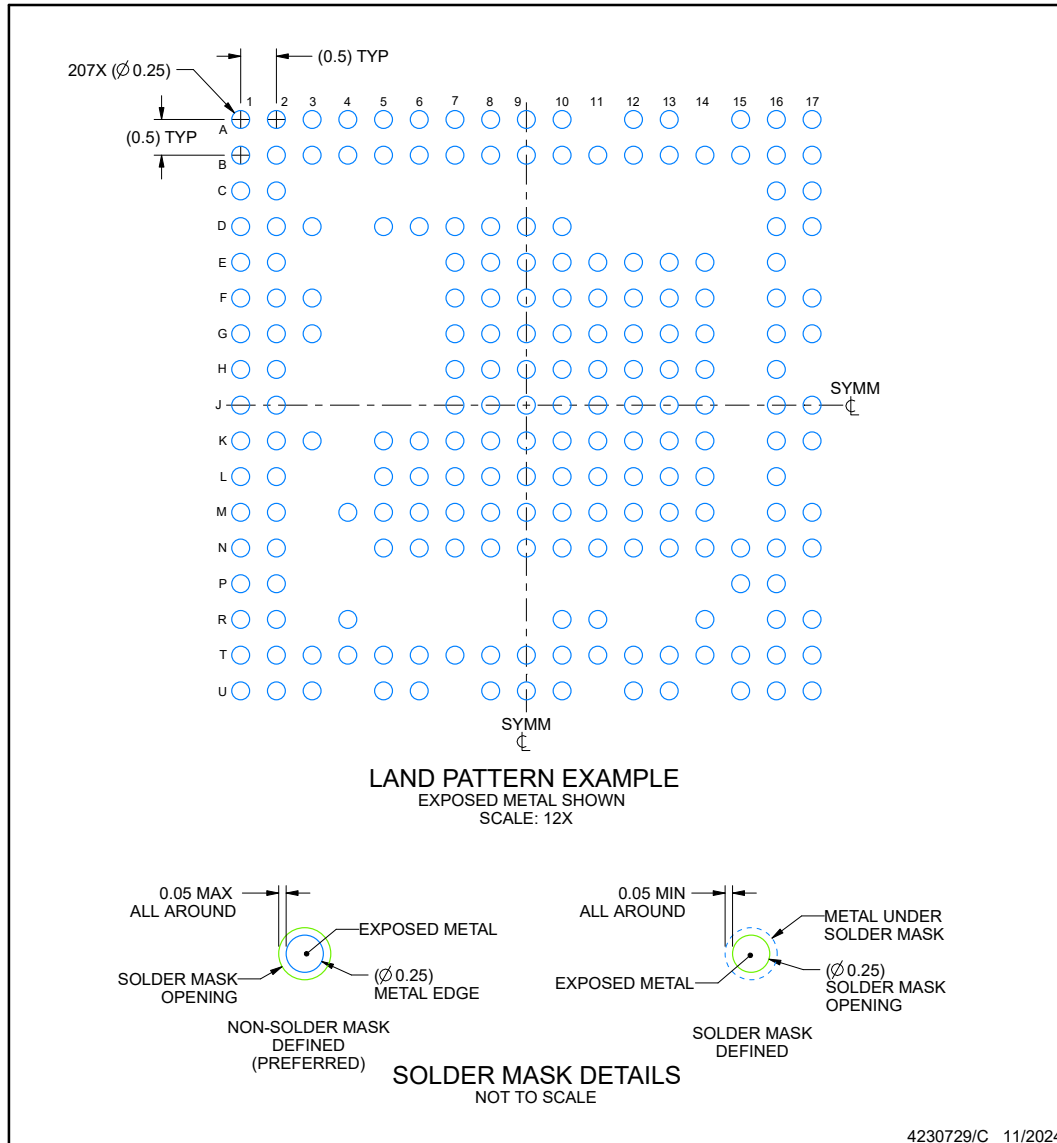 (0.5) TYP
207X (∅ 0.25)
1 2 3 4 5 6 7 8 9 10 11 12 13 14 15 16 17
A
(0.5) TYP
B
C
D
E
F
G
H
J
SYMM
℄
K
L
M
N
P
R
T
U
SYMM
℄
LAND PATTERN EXAMPLE
EXPOSED METAL SHOWN
SCALE: 12X
0.05 MAX
ALL AROUND
EXPOSED METAL
SOLDER MASK
OPENING
(∅ 0.25)
METAL EDGE
NON-SOLDER MASK
DEFINED
(PREFERRED)
0.05 MIN
ALL AROUND
METAL UNDER
SOLDER MASK
EXPOSED METAL
(∅ 0.25)
SOLDER MASK
OPENING
SOLDER MASK
DEFINED
SOLDER MASK DETAILS
NOT TO SCALE
4230729/C 11/2024